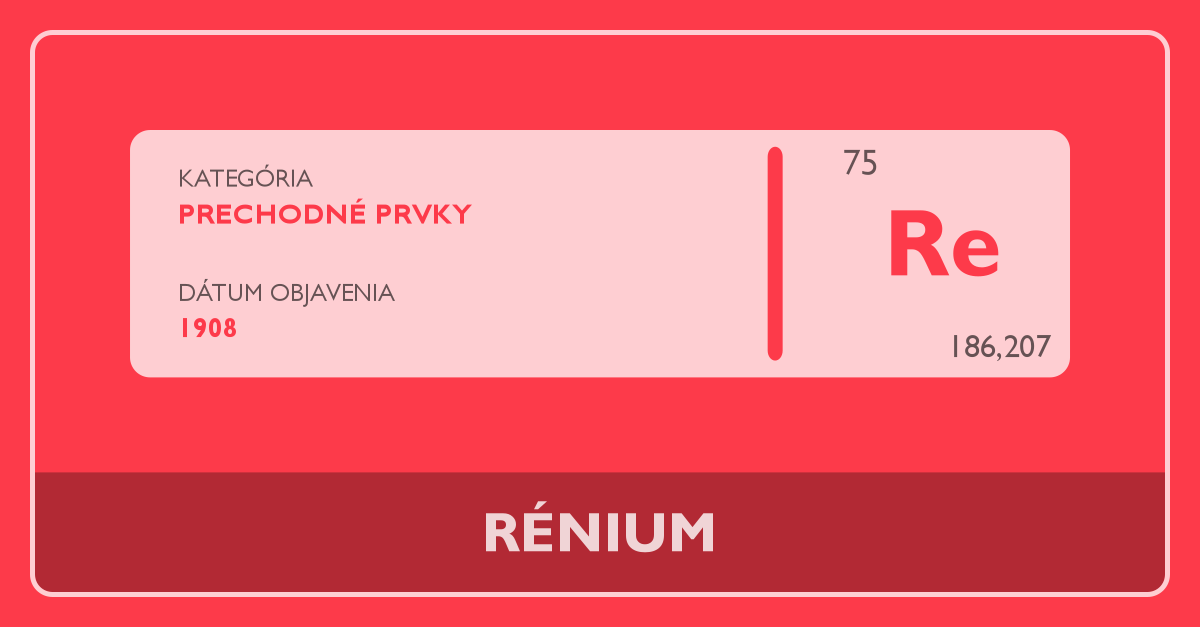 KATEGÓRIA
PRECHODNÉ PRVKY
DÁTUM OBJAVENIA
1908
75
Re
186,207
RÉNIUM